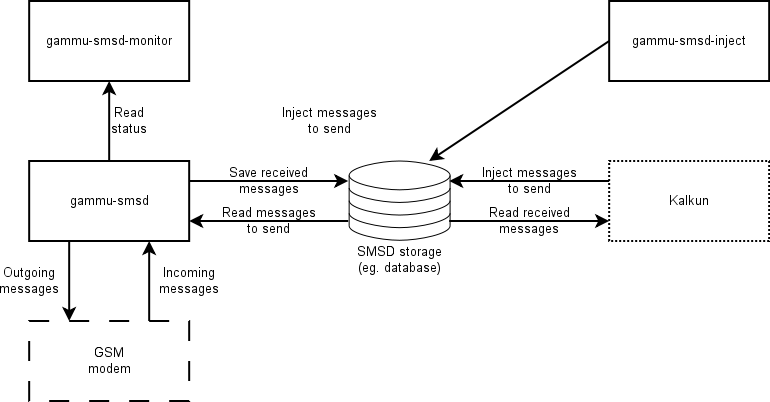 gammu-smsd-monitor
gammu-smsd-inject
Read
status
Inject messages
to send
gammu-smsd
Save received
messages
Read messages
to send
Inject messages
to send
Read received
messages
Kalkun
SMSD storage
(eg. database)
Outgoing
messages
Incoming
messages
GSM
modem